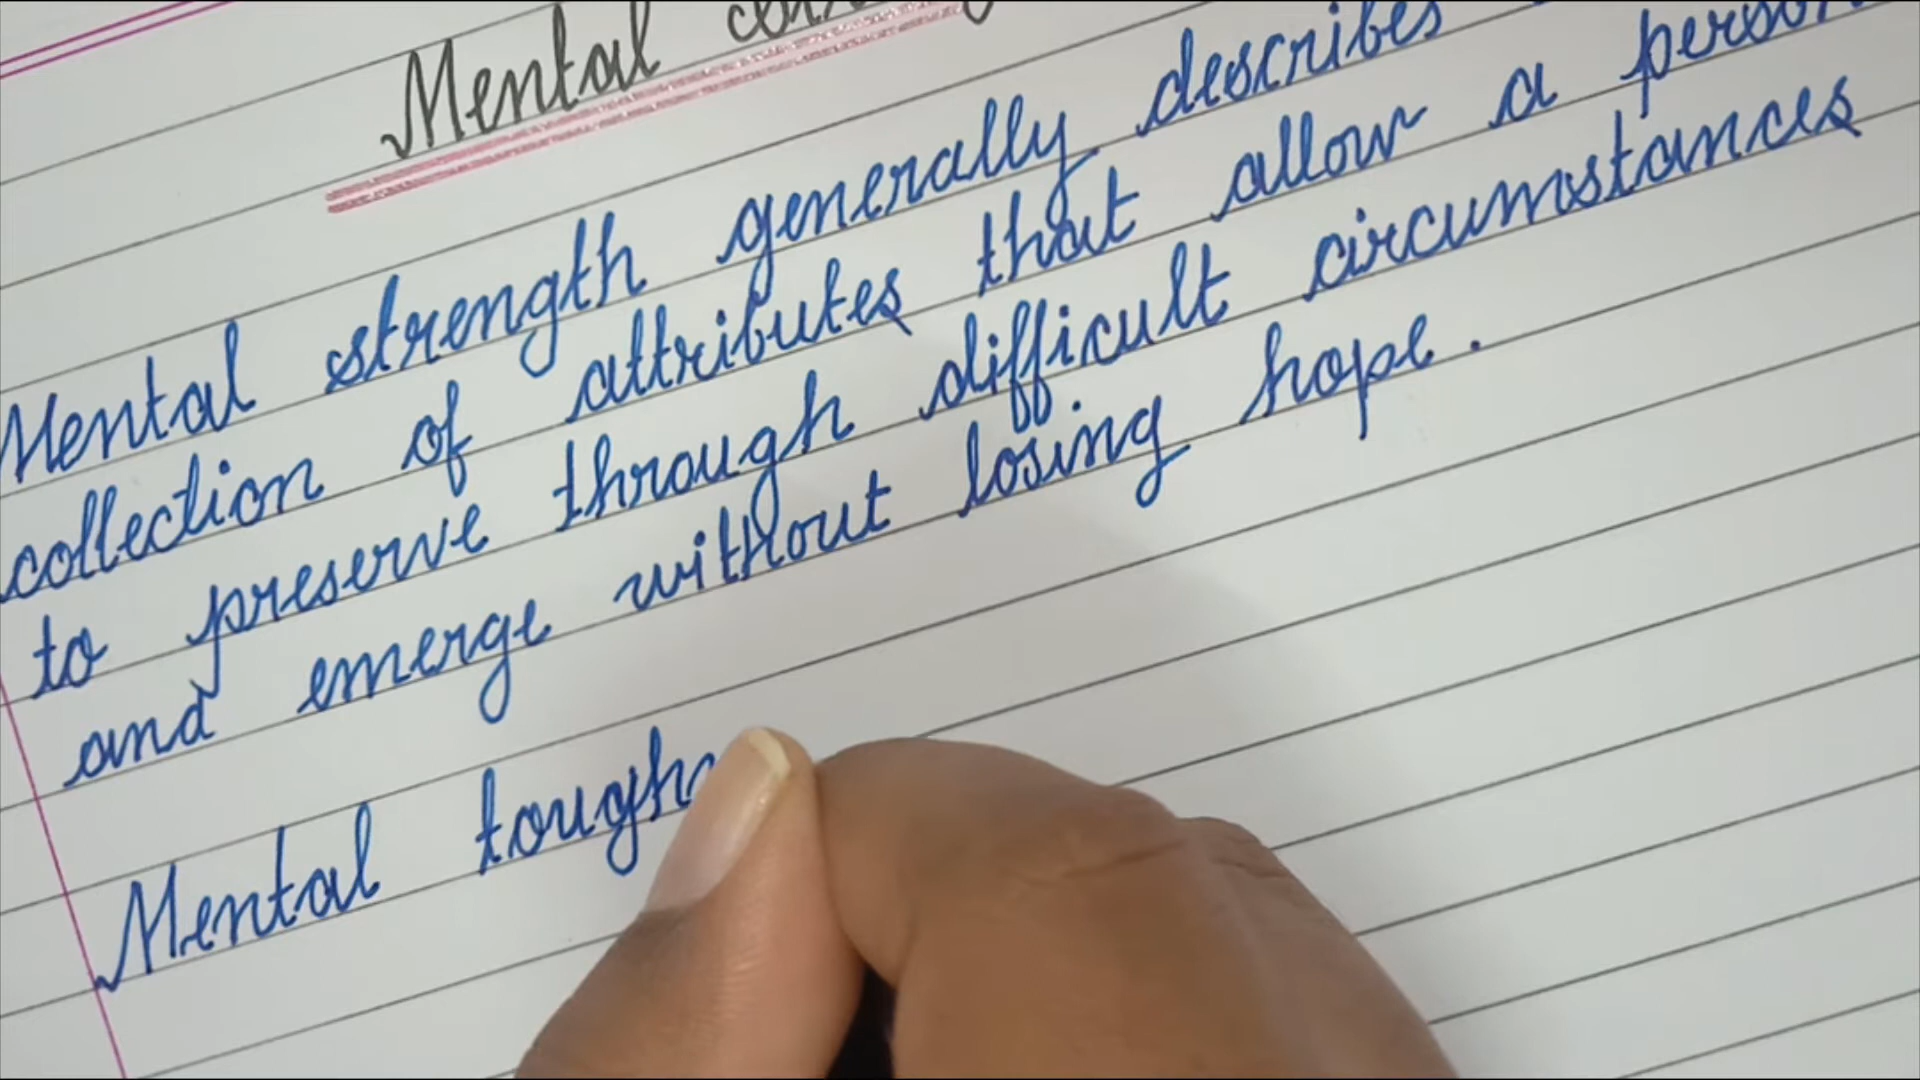 Mental
Mental strength generally describes
collection of attributes that allow a person
to preserve through difficult circumstances
and emerge without losing hope.
Mental tough